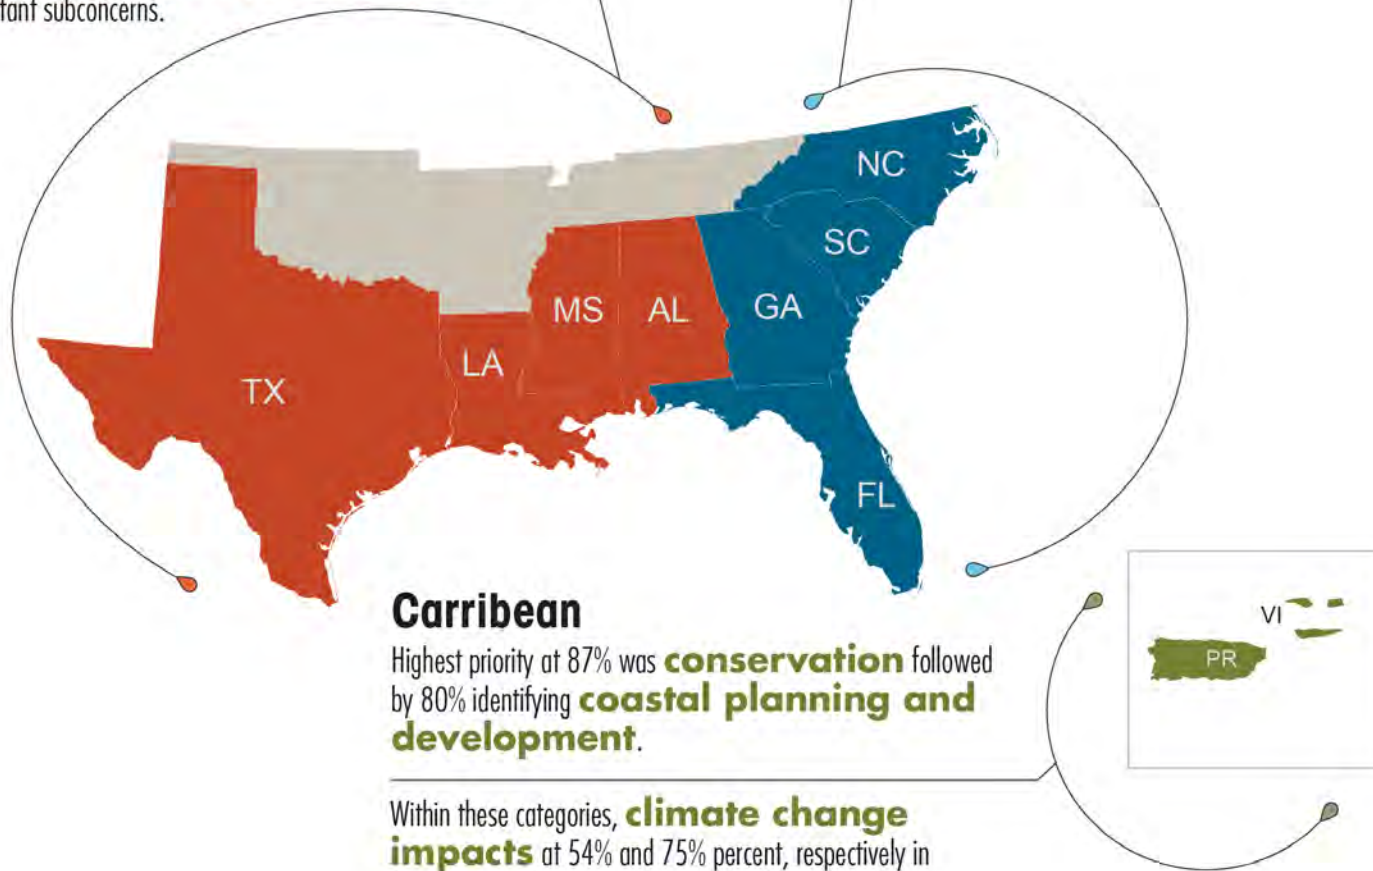 tant subconcerns.
NC
SC
MS
AL
GA
LA
TX
FL
Carribean
Highest priority at 87% was conservation followed
by 80% identifying coastal planning and
development.
VI
PR
Within these categories, climate change
impacts at 54% and 75% percent, respectively in